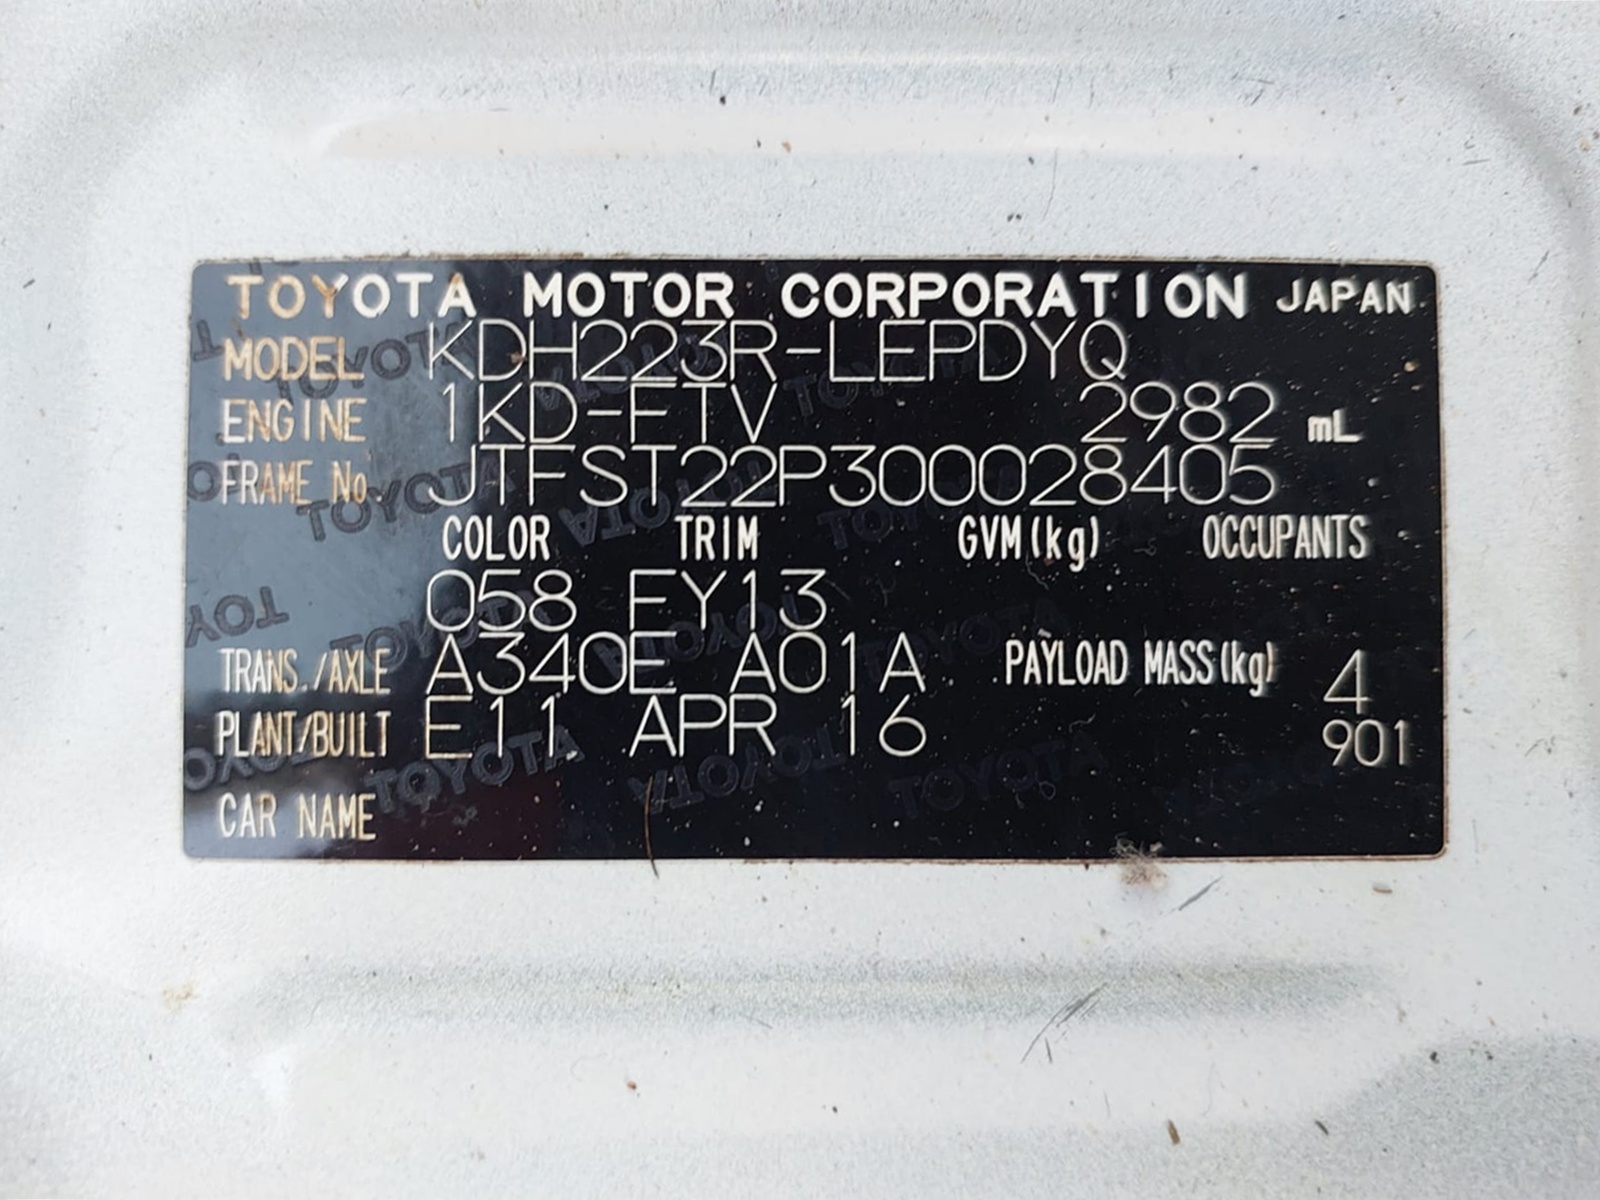 TOYOTA MOTOR CORPORATION JAPAN
MODEL KDH223R-LEPDYQ
ENGINE 1KD-FTV 2982 mL
FRAME No. JTFST22P300028405
COLOR TRIM GVM(kg) OCCUPANTS
058 FY13
TRANS./AXLE A340E A01A PAYLOAD MASS(kg) 4
PLANT/BUILT E11 APR 16 901
CAR NAME